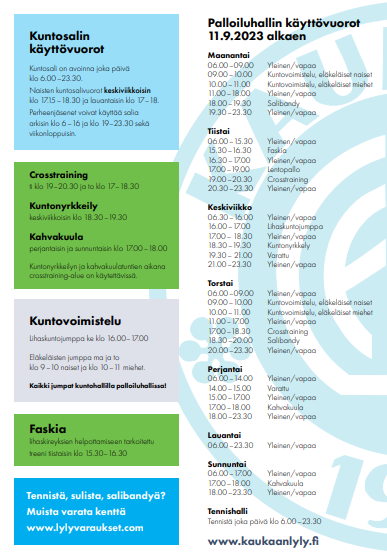 Kuntosalin
käyttövuorot
Kuntosali on avoinna joka päivä
klo 6.00–23.30.
Naisten kuntosalivuorot keskiviikkoisin
klo 17.15–18.30 ja lauantaisin klo 17–18.
Perheenjäsenet voivat käyttää salia
arkisin klo 6–16 ja klo 19–23.30 sekä
viikonloppuisin.
Crosstraining
ti klo 19–20.30 ja to klo 17–18.30
Kuntonyrkkeily
keskiviikkoisin klo 18.30–19.30
Kahvakuula
perjantaisin ja sunnuntaisin klo 17.00–18.00
Kuntonyrkkeilyn ja kahvakuulatuntien aikana
crosstraining-alue on käytettävissä.
Kuntovoimistelu
Lihaskuntojumppa ke klo 16.00–17.00
Eläkeläisten jumppa ma ja to
klo 9–10 naiset ja klo 10–11 miehet.
Kaikki jumpat kuntohallilla palloiluhallissa!
Faskia
lihaskireyksien helpottamiseen tarkoitettu
treeni tiistaisin klo 15.30–16.30
Tennistä, sulista, salibandyä?
Muista varata kenttä
www.lylyvaraukset.com
Palloiluhallin käyttövuorot
11.9.2023 alkaen
Maanantai
06.00–09.00 Yleinen/vapaa
09.00–10.00 Kuntovoimistelu, eläkeläiset naiset
10.00–11.00 Kuntovoimistelu, eläkeläiset miehet
11.00–18.00 Yleinen/vapaa
18.00–19.30 Salibandy
19.30–23.30 Yleinen/vapaa
Tiistai
06.00–15.30 Yleinen/vapaa
15.30–16.30 Faskia
16.30–17.00 Yleinen/vapaa
17.00–19.00 Lentopallo
19.00–20.30 Crosstraining
20.30–23.30 Yleinen/vapaa
Keskiviikko
06.30–16.00 Yleinen/vapaa
16.00–17.00 Lihaskuntojumppa
17.00–18.30 Yleinen/vapaa
18.30–19.30 Kuntonyrkkely
19.30–21.00 Varattu
21.00–23.30 Yleinen/vapaa
Torstai
06.00–09.00 Yleinen/vapaa
09.00–10.00 Kuntovoimistelu, eläkeläiset naiset
10.00–11.00 Kuntovoimistelu, eläkeläiset miehet
11.00–17.00 Yleinen/vapaa
17.00–18.30 Crosstraining
18.30–20.00 Salibandy
20.00–23.30 Yleinen/vapaa
Perjantai
06.00–14.00 Yleinen/vapaa
14.00–15.00 Varattu
15.00–17.00 Yleinen/vapaa
17.00–18.00 Kahvakuula
18.00–23.30 Yleinen/vapaa
Lauantai
06.00–23.30 Yleinen/vapaa
Sunnuntai
06.00–17.00 Yleinen/vapaa
17.00–18.00 Kahvakuula
18.00–23.30 Yleinen/vapaa
Tennishalli
Tennistä joka päivä klo 6.00–23.30
www.kaukaanlyly.fi